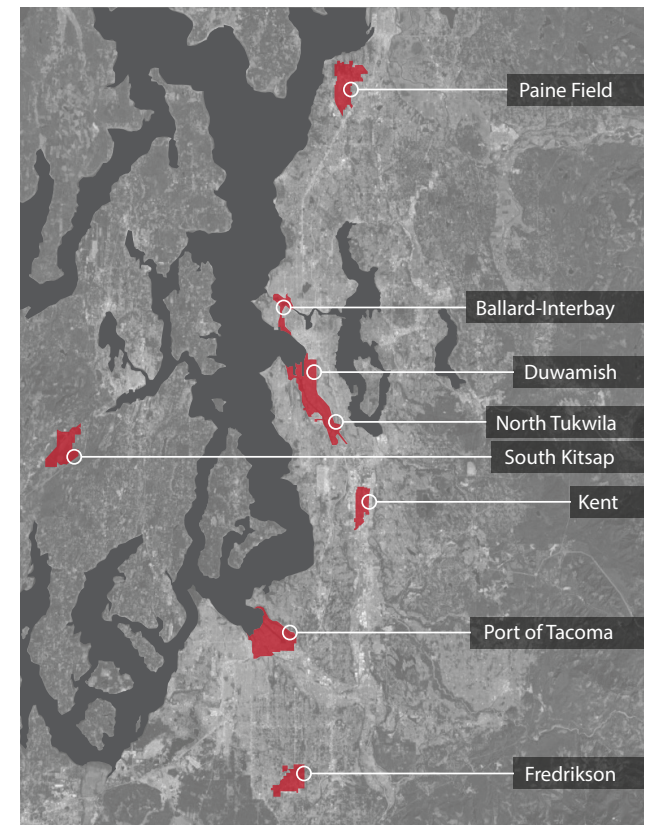 Paine Field
Ballard-Interbay
Duwamish
North Tukwila
South Kitsap
Kent
Port of Tacoma
Fredrikson